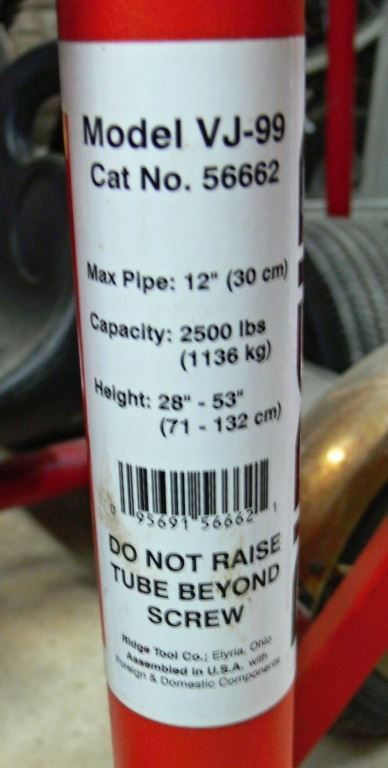 Model VJ-99
Cat No. 56662
Max Pipe: 12" (30 cm)
Capacity: 2500 lbs
(1136 kg)
Height: 28" - 53"
(71 - 132 cm)
0 95691 56662 1
DO NOT RAISE
TUBE BEYOND
SCREW
Ridge Tool Co.; Elyria, Ohio
Assembled in U.S.A. with
Foreign & Domestic Components